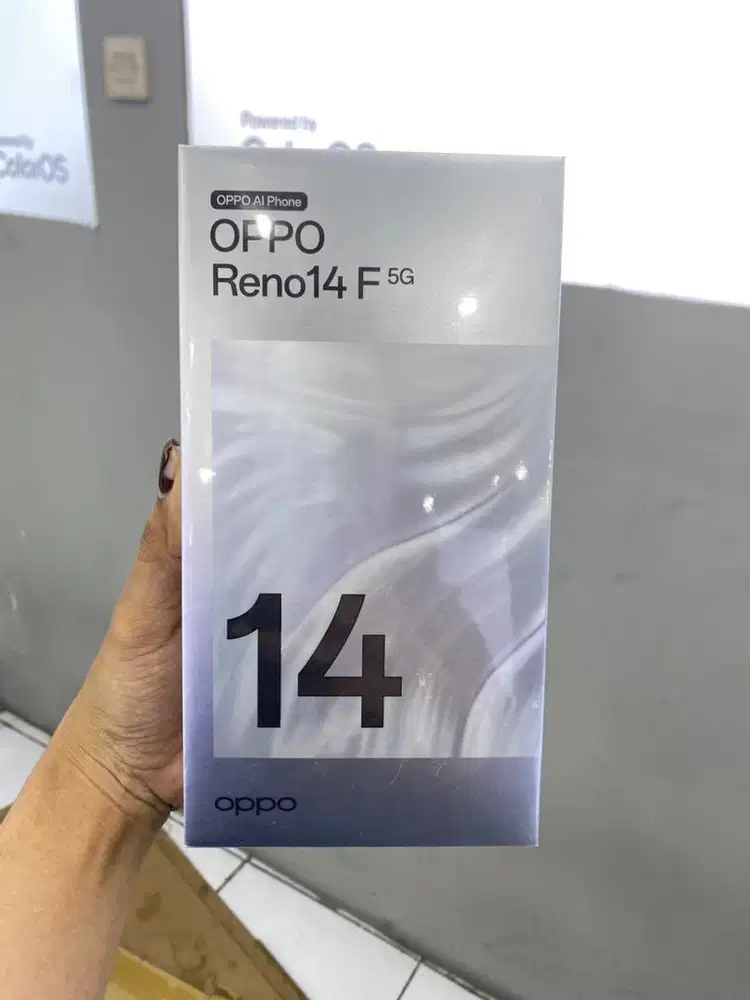 Powered by
ColorOS
OPPO AI Phone
OPPO
Reno14 F 5G
14
oppo